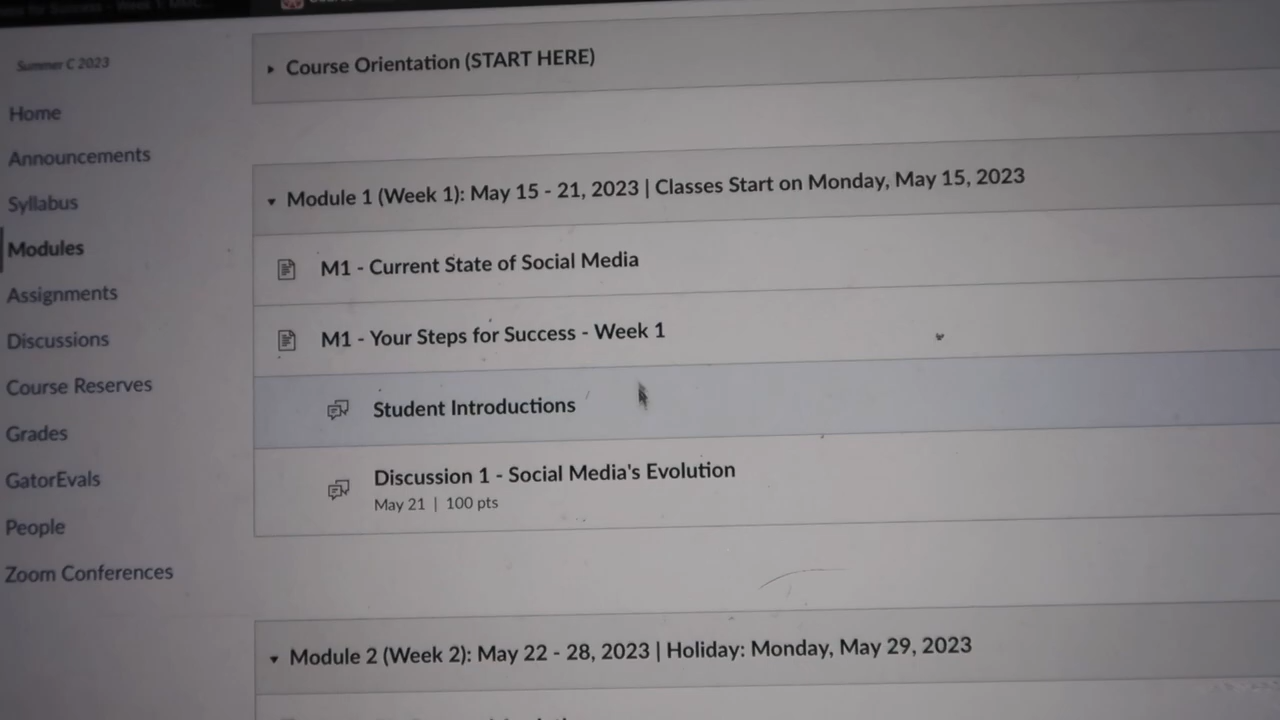 Summer C 2023
Home
Announcements
Syllabus
Modules
Assignments
Discussions
Course Reserves
Grades
GatorEvals
People
Zoom Conferences
Course Orientation (START HERE)
Module 1 (Week 1): May 15 - 21, 2023 | Classes Start on Monday, May 15, 2023
M1 - Current State of Social Media
M1 - Your Steps for Success - Week 1
Student Introductions
Discussion 1 - Social Media's Evolution
May 21 | 100 pts
Module 2 (Week 2): May 22 - 28, 2023 | Holiday: Monday, May 29, 2023